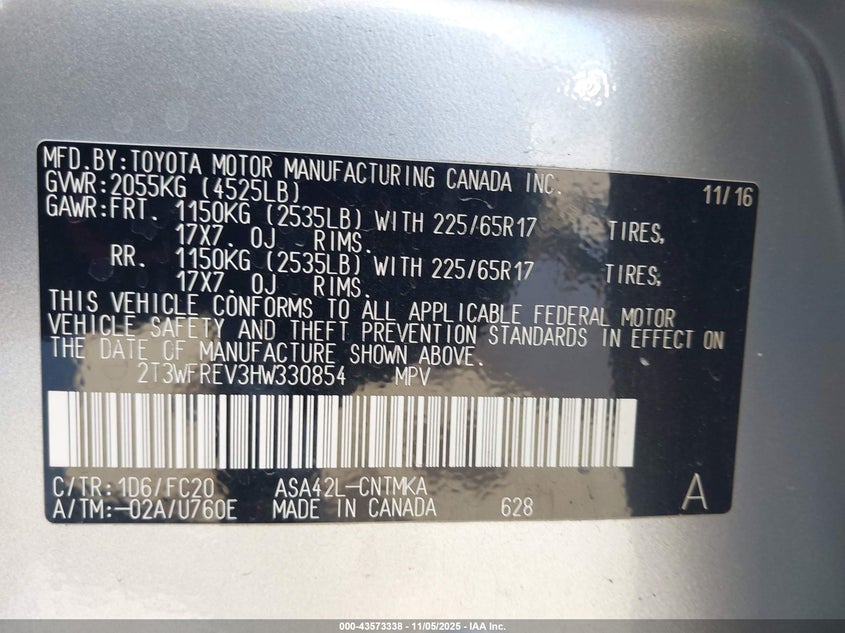 MFD.BY:TOYOTA MOTOR MANUFACTURING CANADA INC. 11/16
GVWR:2055KG (4525LB)
GAWR:FRT. 1150KG (2535LB) WITH 225/65R17 TIRES,
17X7. 0J RIMS.
RR. 1150KG (2535LB) WITH 225/65R17 TIRES,
17X7. 0J RIMS.
THIS VEHICLE CONFORMS TO ALL APPLICABLE FEDERAL MOTOR
VEHICLE SAFETY AND THEFT PREVENTION STANDARDS IN EFFECT ON
THE DATE OF MANUFACTURE SHOWN ABOVE.
2T3WFREV3HW330854 MPV
C/TR:1D6/FC20 ASA42L-CNTMKA
A/TM:-02A/U760E MADE IN CANADA 628 A
000-43573338 - 11/05/2025 - IAA Inc.